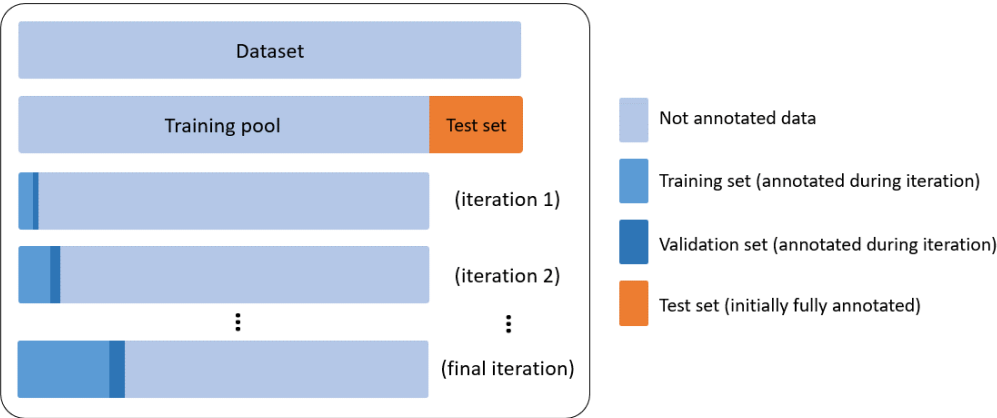 Dataset
Training pool
Test set
(iteration 1)
(iteration 2)
(final iteration)
Not annotated data
Training set (annotated during iteration)
Validation set (annotated during iteration)
Test set (initially fully annotated)